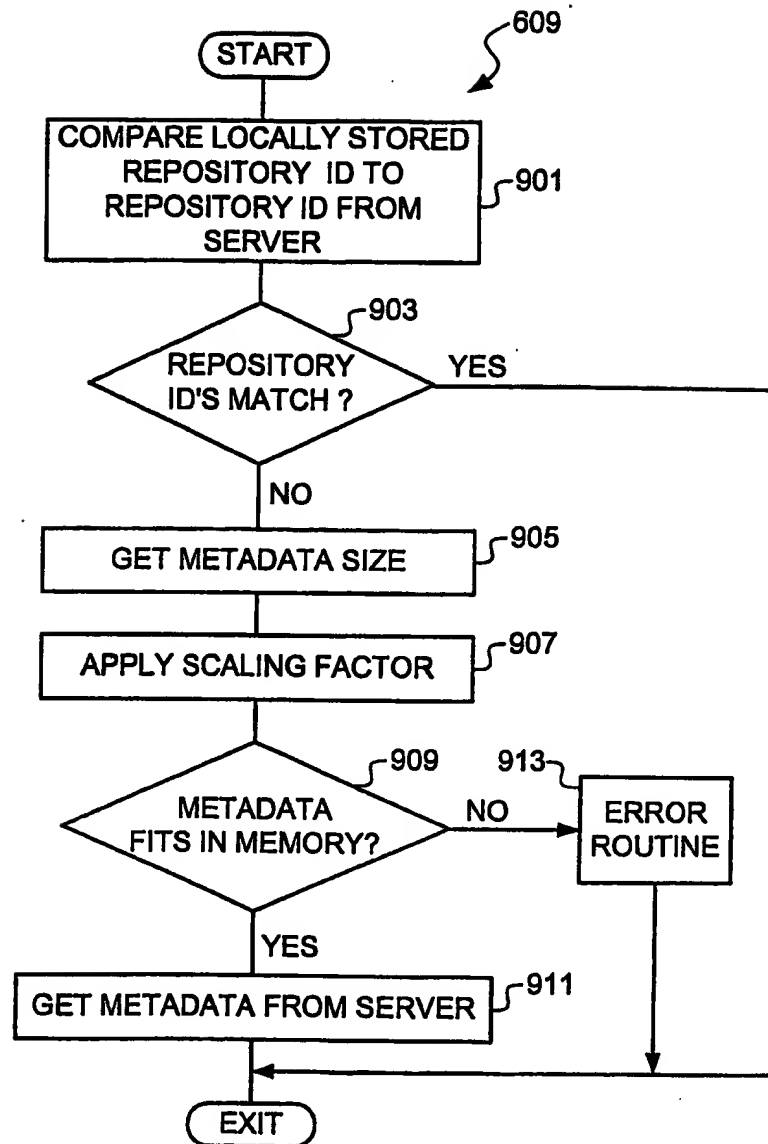 609
START
COMPARE LOCALLY STORED
REPOSITORY ID TO
REPOSITORY ID FROM
SERVER
901
903
REPOSITORY
ID'S MATCH ?
YES
NO
GET METADATA SIZE
905
APPLY SCALING FACTOR
907
909
METADATA
FITS IN MEMORY?
NO
913
ERROR
ROUTINE
YES
GET METADATA FROM SERVER
911
EXIT